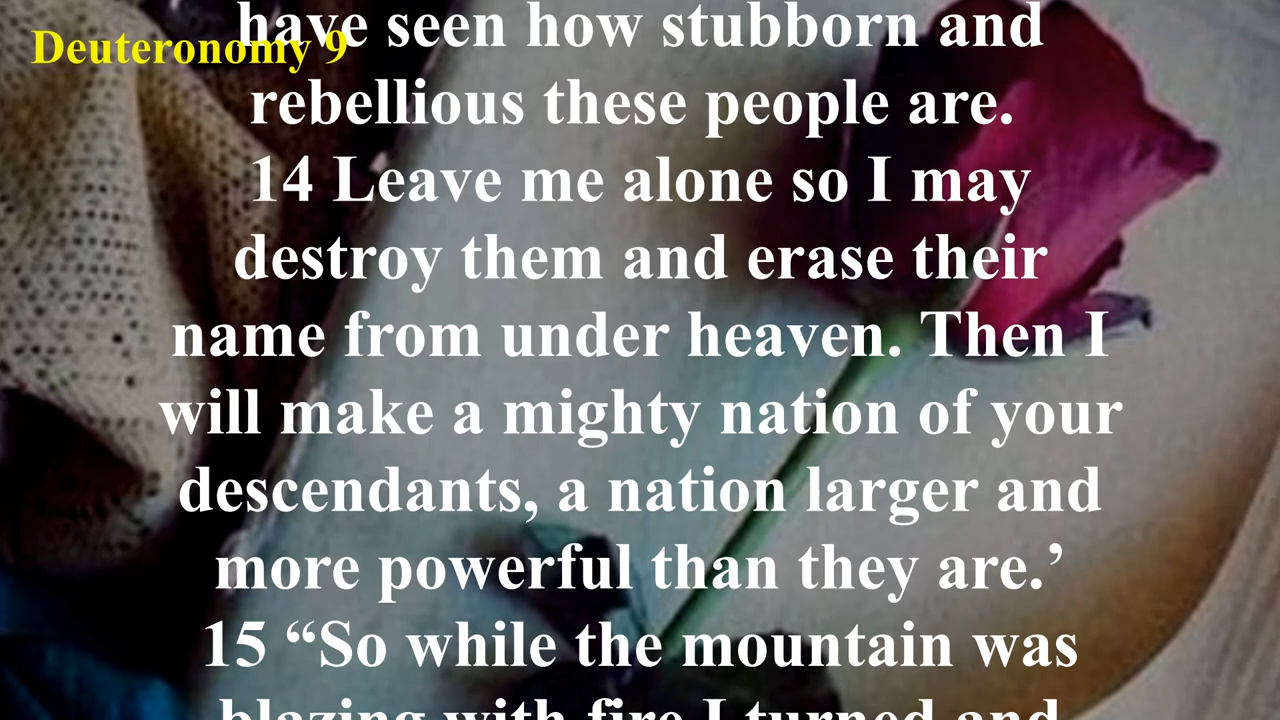 Deuteronomy 9
have seen how stubborn and
rebellious these people are.
14 Leave me alone so I may
destroy them and erase their
name from under heaven. Then I
will make a mighty nation of your
descendants, a nation larger and
more powerful than they are.’
15 “So while the mountain was
blazing with fire I turned and